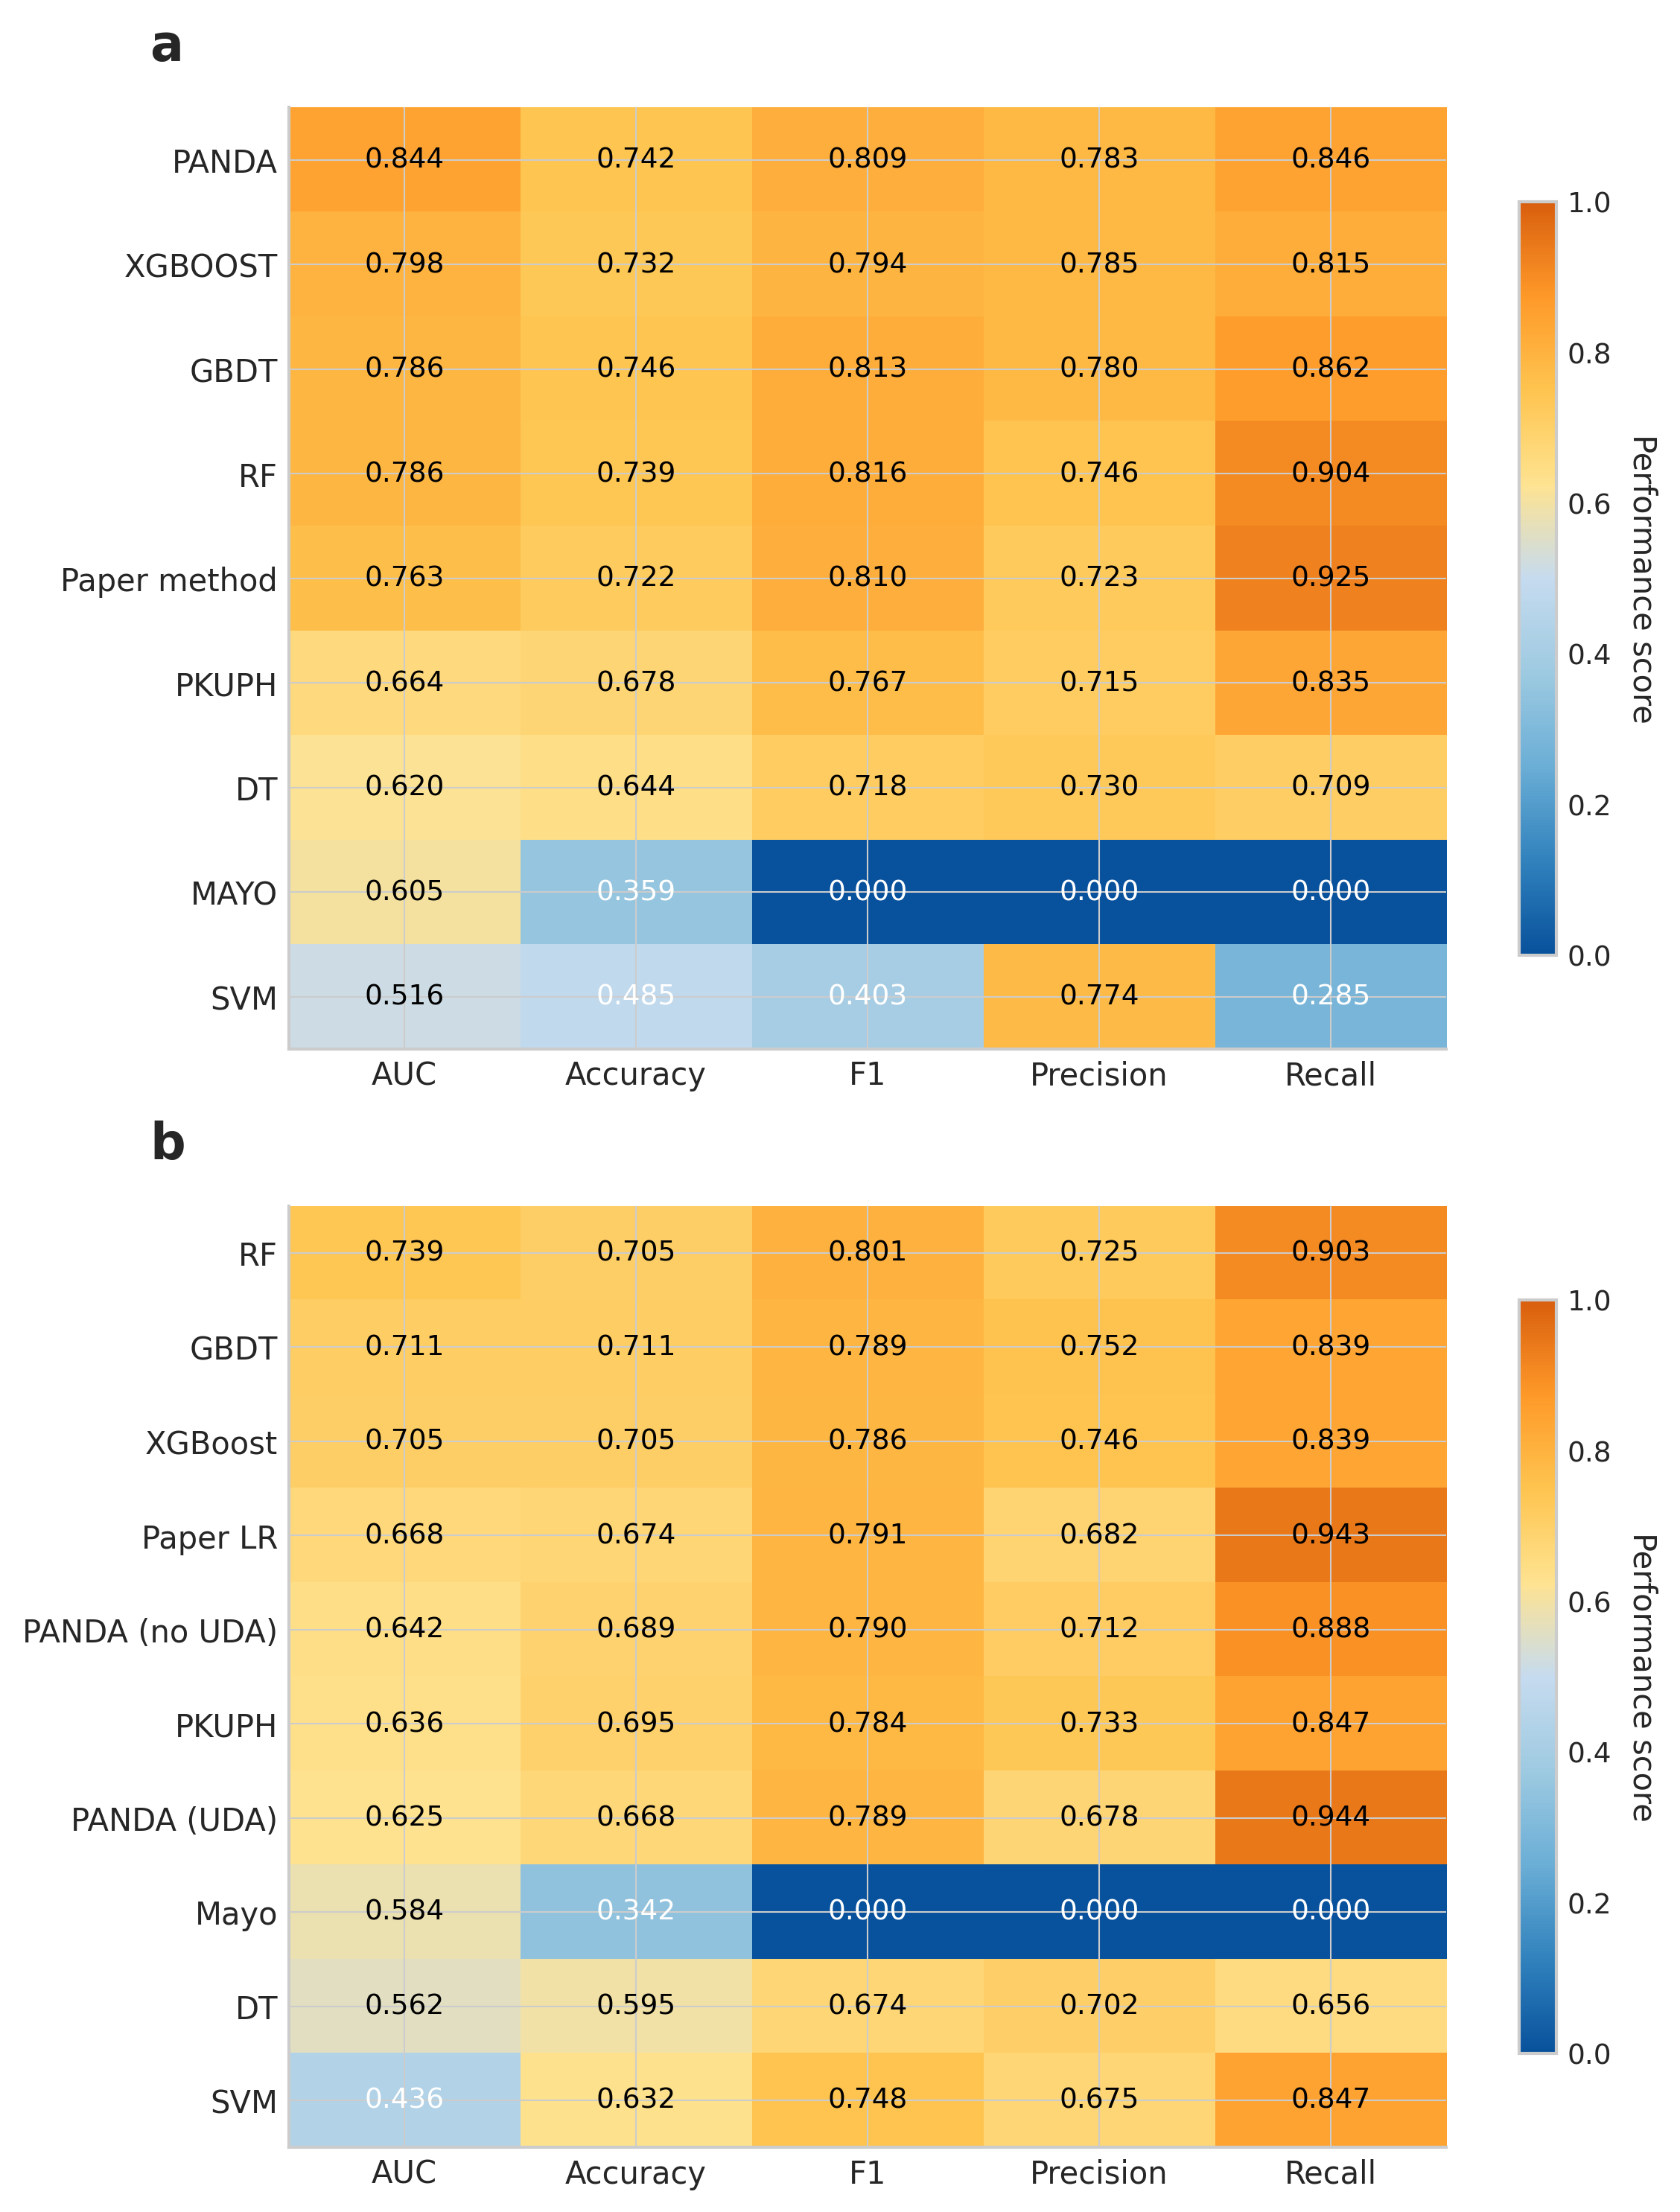 a
PANDA 0.844 0.742 0.809 0.783 0.846
XGBOOST 0.798 0.732 0.794 0.785 0.815
GBDT 0.786 0.746 0.813 0.780 0.862
RF 0.786 0.739 0.816 0.746 0.904
Paper method 0.763 0.722 0.810 0.723 0.925
PKUPH 0.664 0.678 0.767 0.715 0.835
DT 0.620 0.644 0.718 0.730 0.709
MAYO 0.605 0.359 0.000 0.000 0.000
SVM 0.516 0.485 0.403 0.774 0.285
AUC Accuracy F1 Precision Recall
1.0
0.8
0.6
0.4
0.2
0.0
Performance score
b
RF 0.739 0.705 0.801 0.725 0.903
GBDT 0.711 0.711 0.789 0.752 0.839
XGBoost 0.705 0.705 0.786 0.746 0.839
Paper LR 0.668 0.674 0.791 0.682 0.943
PANDA (no UDA) 0.642 0.689 0.790 0.712 0.888
PKUPH 0.636 0.695 0.784 0.733 0.847
PANDA (UDA) 0.625 0.668 0.789 0.678 0.944
Mayo 0.584 0.342 0.000 0.000 0.000
DT 0.562 0.595 0.674 0.702 0.656
SVM 0.436 0.632 0.748 0.675 0.847
AUC Accuracy F1 Precision Recall
1.0
0.8
0.6
0.4
0.2
0.0
Performance score